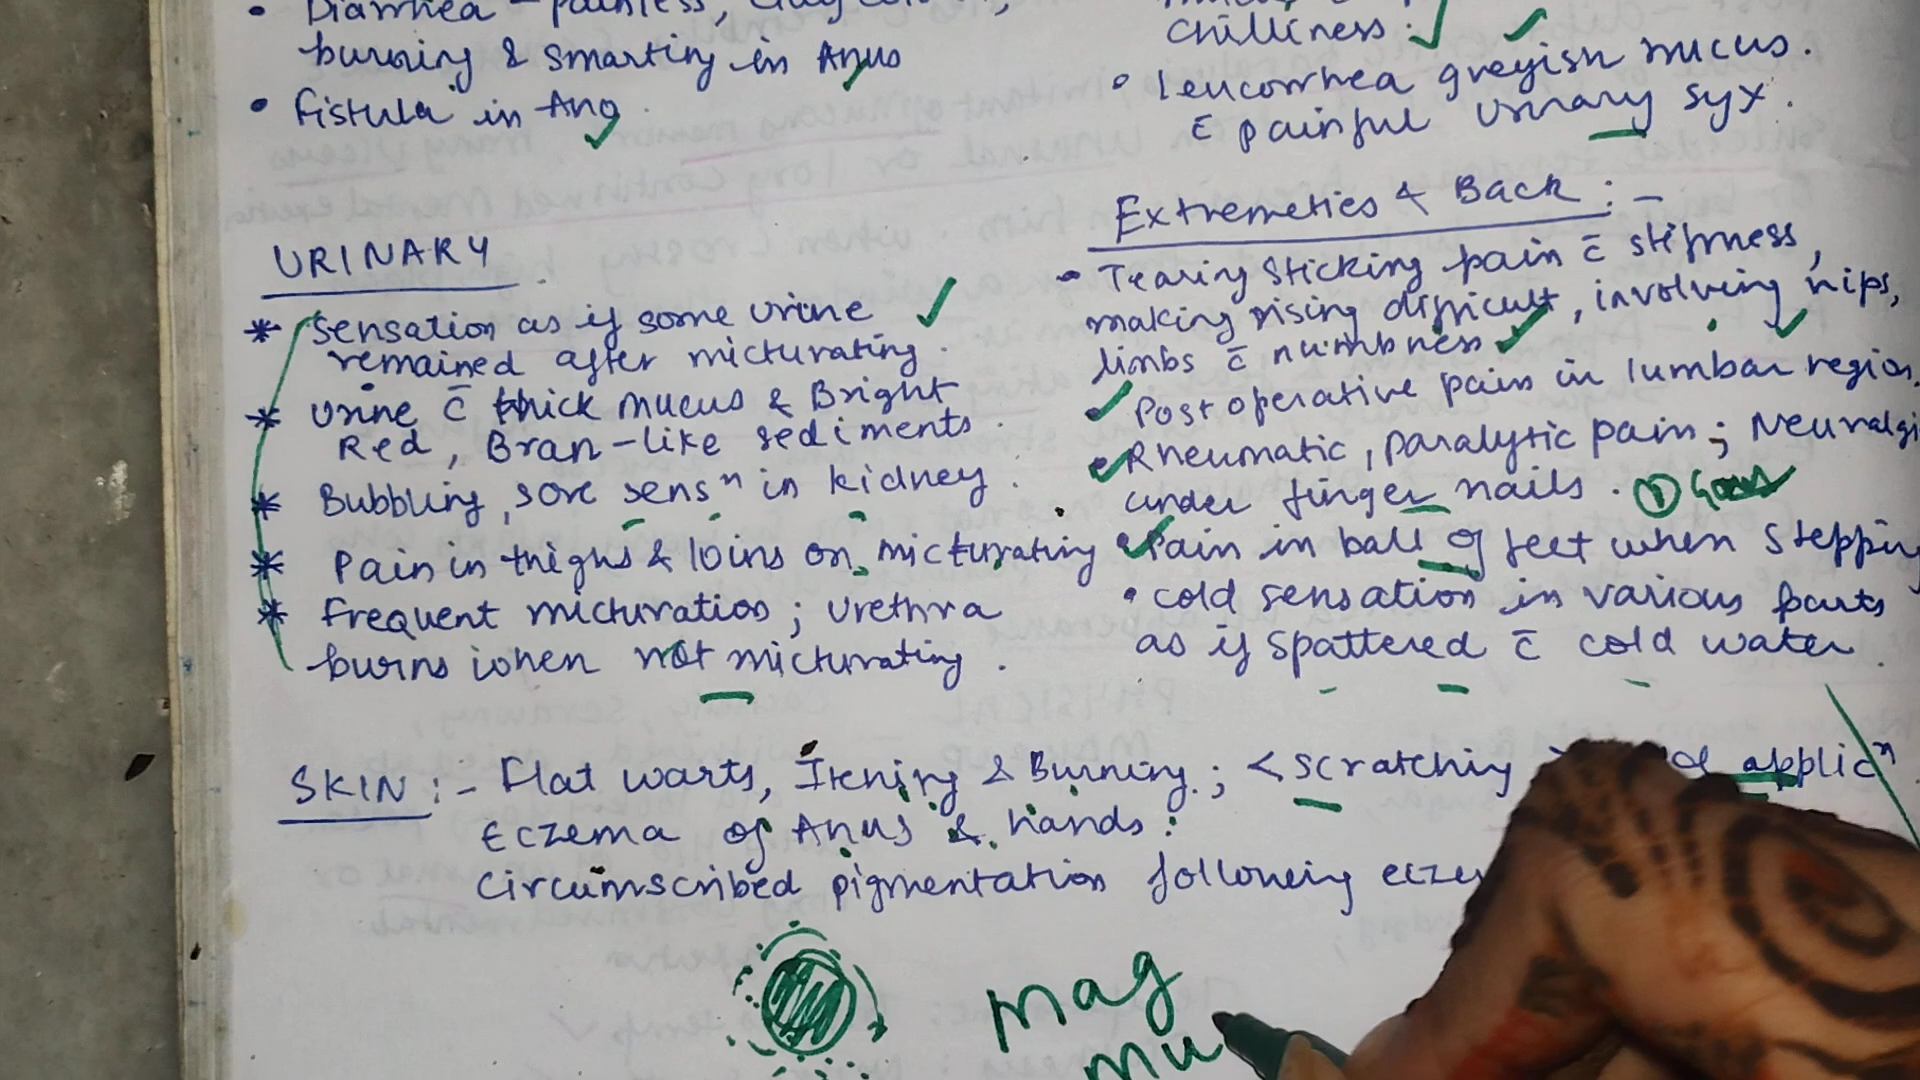 Diarrhea - painless,
burning & smarting in Anus
• fistula in Ano.
URINARY
* Sensation as if some urine
remained after micturating.
* Urine c̄ thick mucus & Bright
Red, Bran-like sediments.
* Bubbling, sore sensⁿ in kidney.
* Pain in thighs & loins on micturating
* frequent micturation; urethra
burns when not micturating.
chilliness:
• Leucorrhea greyish mucus.
c̄ painful urinary syx.
Extremeties & Back :-
• Tearing sticking pain c̄ stiffness,
making rising difficult, involving hips,
limbs c̄ numbness
• Post operative pain in lumbar region.
• Rheumatic, paralytic pain; Neuralgi
under finger nails.
• Pain in ball of feet when stepping
• cold sensation in various parts
as if spattered c̄ cold water.
SKIN :- Flat warts, Itching & Burning; < scratching applicⁿ
Eczema of Anus & hands:
circumscribed pigmentation following
mag
mu